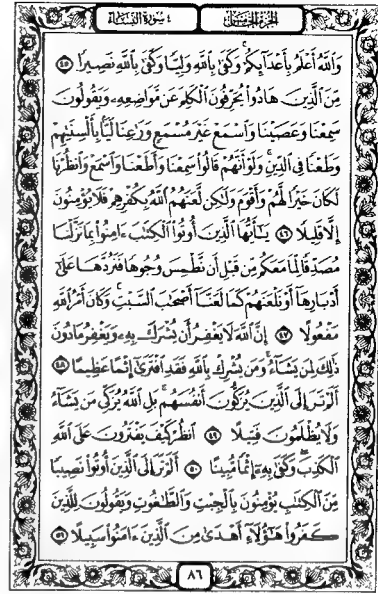 ٤ سورة النساء
الجزء الخامس
وَاللَّهُ أَعْلَمُ بِأَعْدَائِكُمْ ۚ وَكَفَىٰ بِاللَّهِ وَلِيًّا وَكَفَىٰ بِاللَّهِ نَصِيرًا ٤٥
مِّنَ الَّذِينَ هَادُوا يُحَرِّفُونَ الْكَلِمَ عَن مَّوَاضِعِهِ وَيَقُولُونَ
سَمِعْنَا وَعَصَيْنَا وَاسْمَعْ غَيْرَ مُسْمَعٍ وَرَاعِنَا لَيًّا بِأَلْسِنَتِهِمْ
وَطَعْنًا فِي الدِّينِ ۚ وَلَوْ أَنَّهُمْ قَالُوا سَمِعْنَا وَأَطَعْنَا وَاسْمَعْ وَانظُرْنَا
لَكَانَ خَيْرًا لَّهُمْ وَأَقْوَمَ وَلَٰكِن لَّعَنَهُمُ اللَّهُ بِكُفْرِهِمْ فَلَا يُؤْمِنُونَ
إِلَّا قَلِيلًا ٤٦ يَا أَيُّهَا الَّذِينَ أُوتُوا الْكِتَابَ آمِنُوا بِمَا نَزَّلْنَا
مُصَدِّقًا لِّمَا مَعَكُم مِّن قَبْلِ أَن نَّطْمِسَ وُجُوهًا فَنَرُدَّهَا عَلَىٰ
أَدْبَارِهَا أَوْ نَلْعَنَهُمْ كَمَا لَعَنَّا أَصْحَابَ السَّبْتِ ۚ وَكَانَ أَمْرُ اللَّهِ
مَفْعُولًا ٤٧ إِنَّ اللَّهَ لَا يَغْفِرُ أَن يُشْرَكَ بِهِ وَيَغْفِرُ مَا دُونَ
ذَٰلِكَ لِمَن يَشَاءُ ۚ وَمَن يُشْرِكْ بِاللَّهِ فَقَدِ افْتَرَىٰ إِثْمًا عَظِيمًا ٤٨
أَلَمْ تَرَ إِلَى الَّذِينَ يُزَكُّونَ أَنفُسَهُم ۚ بَلِ اللَّهُ يُزَكِّي مَن يَشَاءُ
وَلَا يُظْلَمُونَ فَتِيلًا ٤٩ انظُرْ كَيْفَ يَفْتَرُونَ عَلَى اللَّهِ
الْكَذِبَ ۖ وَكَفَىٰ بِهِ إِثْمًا مُّبِينًا ٥٠ أَلَمْ تَرَ إِلَى الَّذِينَ أُوتُوا نَصِيبًا
مِّنَ الْكِتَابِ يُؤْمِنُونَ بِالْجِبْتِ وَالطَّاغُوتِ وَيَقُولُونَ لِلَّذِينَ
كَفَرُوا هَٰؤُلَاءِ أَهْدَىٰ مِنَ الَّذِينَ آمَنُوا سَبِيلًا ٥١
٨٦